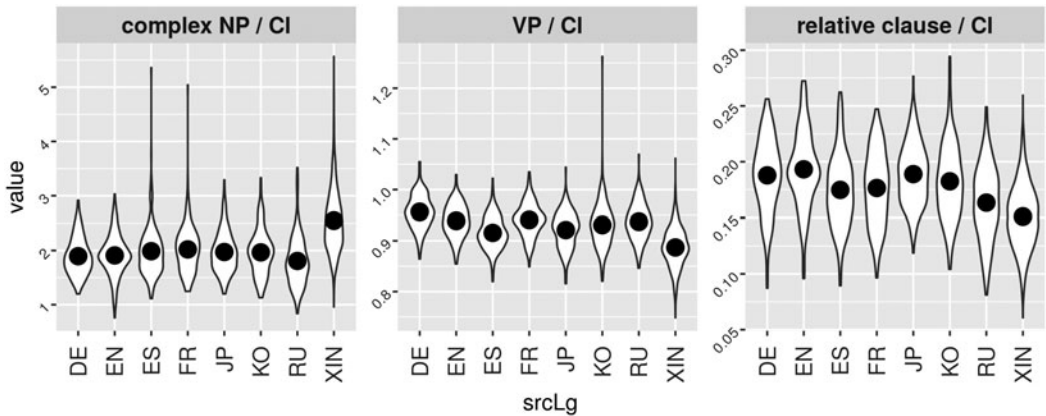 complex NP / Cl
VP / Cl
relative clause / Cl
value
5
4
3
2
1
1.2
1.1
1.0
0.9
0.8
0.30
0.25
0.20
0.15
0.10
0.05
DE EN ES FR JP KO RU XIN
DE EN ES FR JP KO RU XIN
DE EN ES FR JP KO RU XIN
srcLg